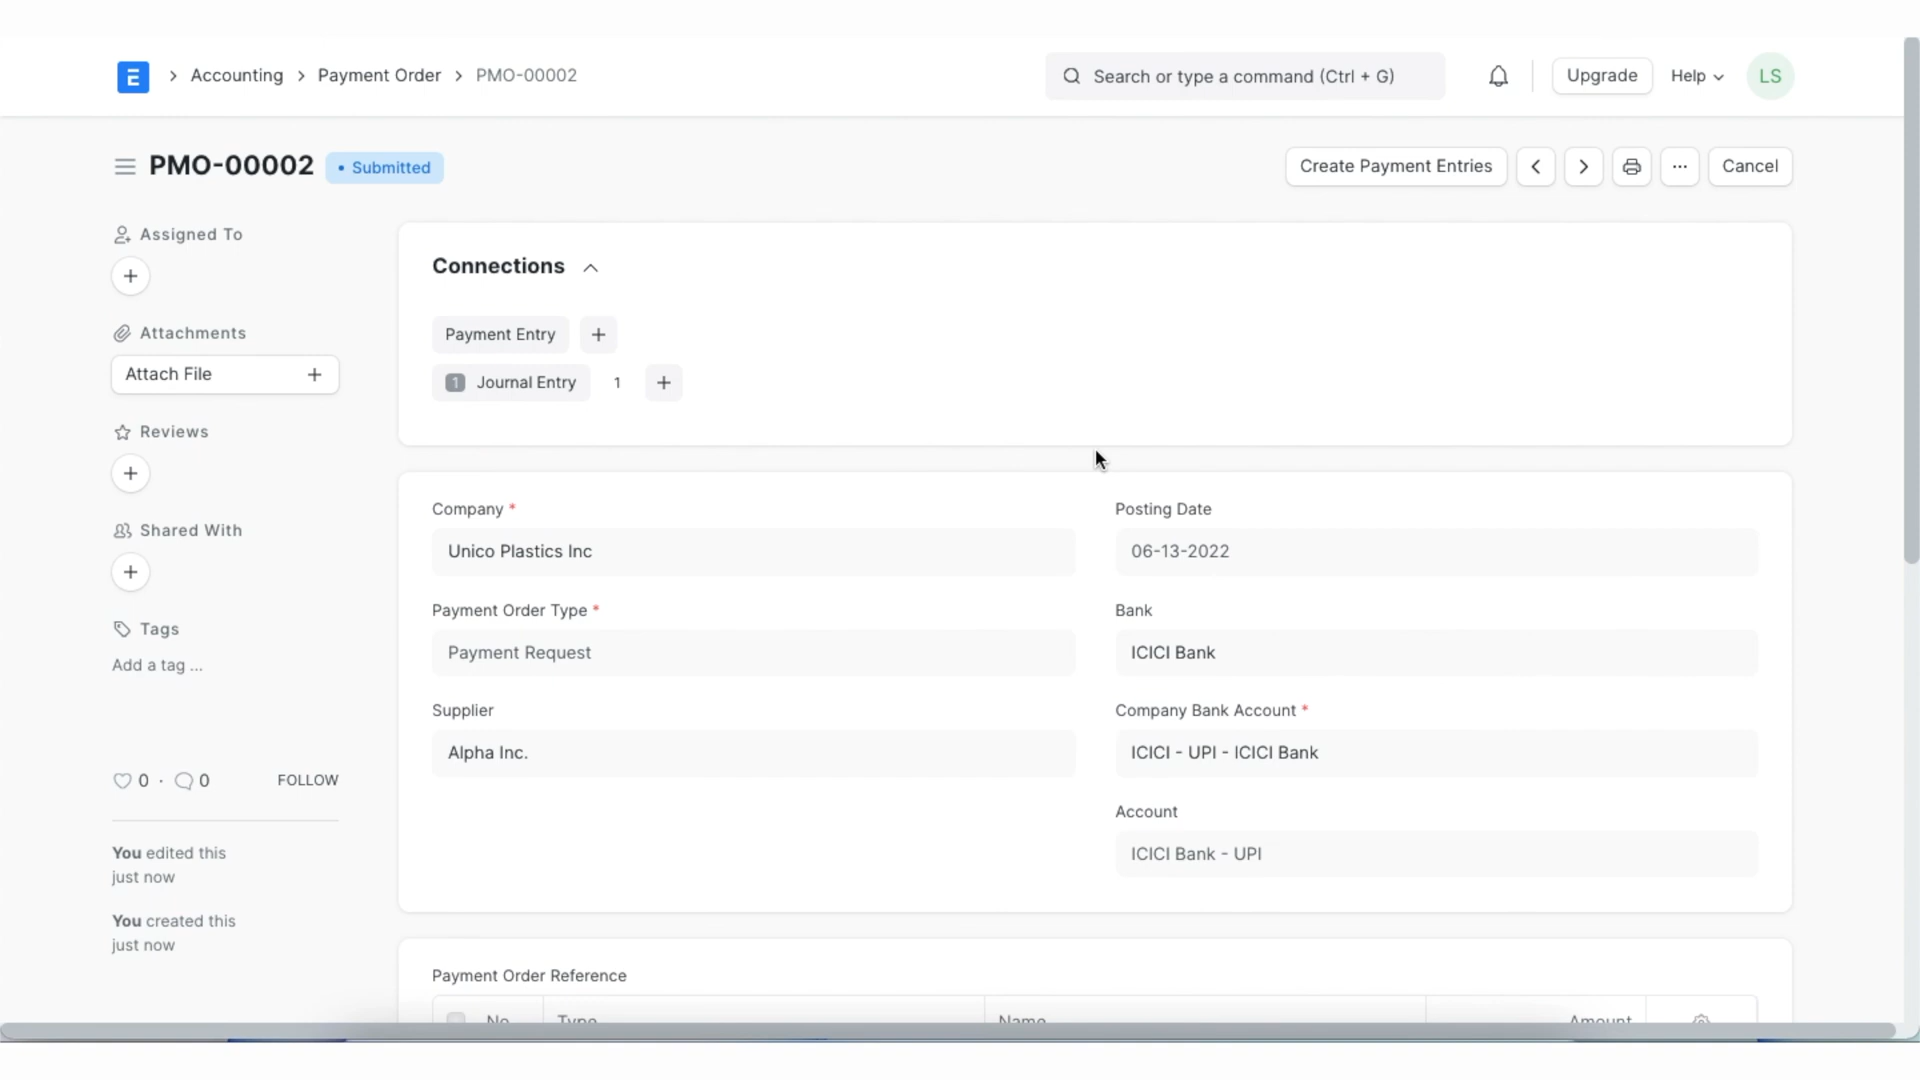 E > Accounting > Payment Order > PMO-00002
Search or type a command (Ctrl + G)
Upgrade
Help
LS
PMO-00002
• Submitted
Create Payment Entries
...
Cancel
Assigned To
+
Attachments
Attach File +
Reviews
+
Shared With
+
Tags
Add a tag ...
0 · 0 FOLLOW
You edited this
just now
You created this
just now
Connections
Payment Entry +
1 Journal Entry 1 +
Company *
Unico Plastics Inc
Payment Order Type *
Payment Request
Supplier
Alpha Inc.
Posting Date
06-13-2022
Bank
ICICI Bank
Company Bank Account *
ICICI - UPI - ICICI Bank
Account
ICICI Bank - UPI
Payment Order Reference
No Type Name Amount